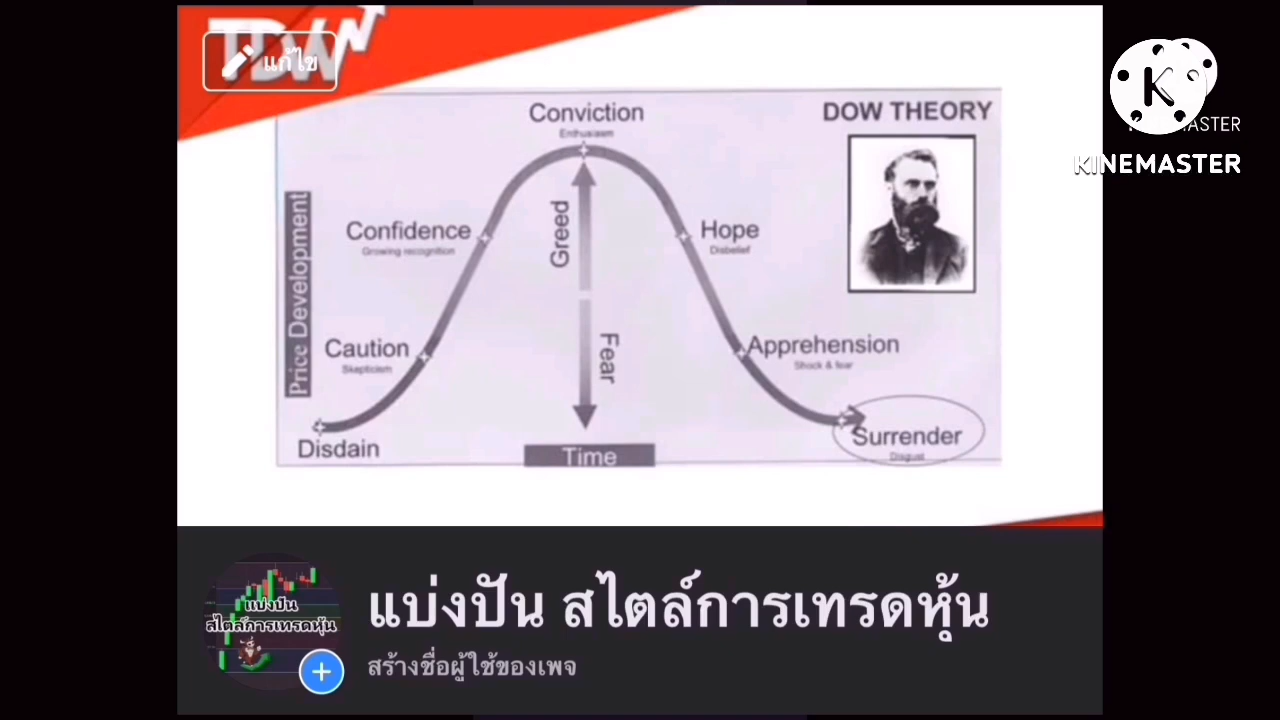 TDW
แก้ไข
K
KINEMASTER
KINEMASTER
DOW THEORY
Conviction
Enthusiasm
Price Development
Confidence
Growing recognition
Greed
Hope
Disbelief
Caution
Skepticism
Fear
Apprehension
Shock & fear
Disdain
Time
Surrender
Disgust
แบ่งปัน
สไตล์การเทรดหุ้น
แบ่งปัน สไตล์การเทรดหุ้น
สร้างชื่อผู้ใช้ของเพจ